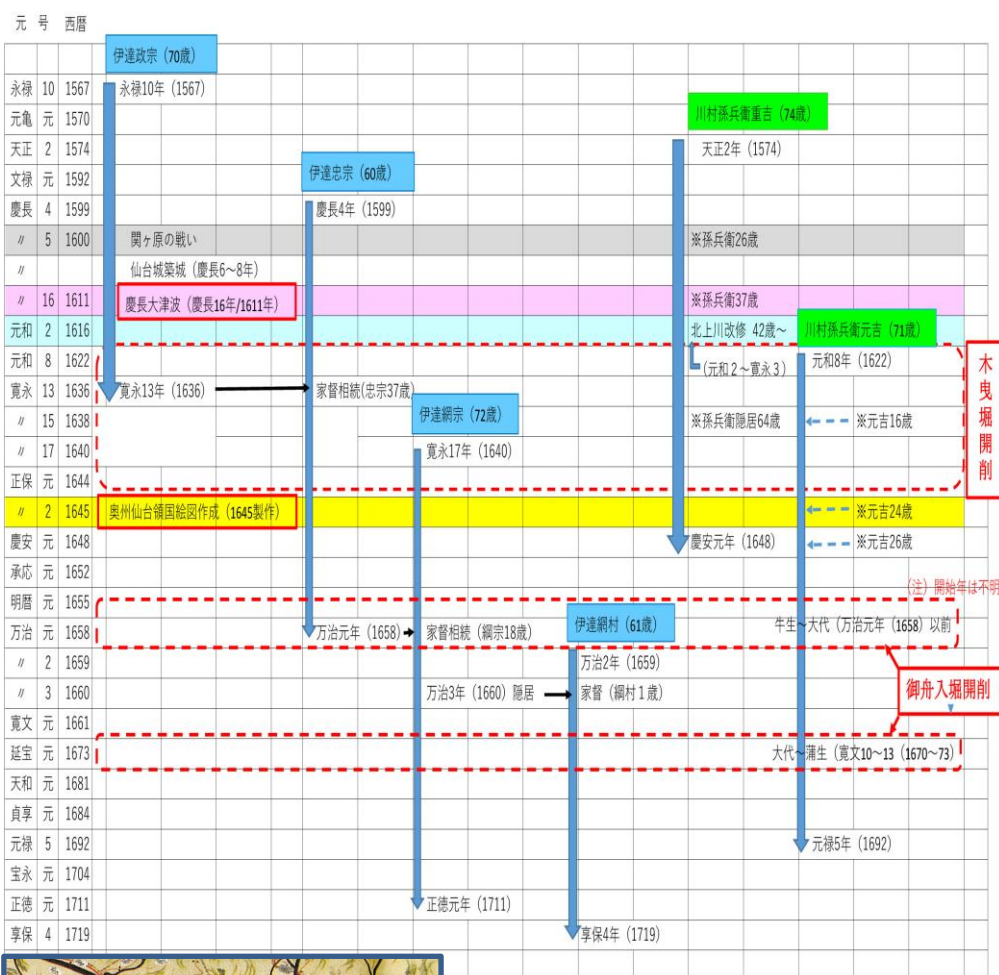 元 号 西暦
伊達政宗（70歳）
永禄 10 1567 永禄10年（1567）
元亀 元 1570 川村孫兵衛重吉（74歳）
天正 2 1574 天正2年（1574）
文禄 元 1592 伊達忠宗（60歳）
慶長 4 1599 慶長4年（1599）
〃 5 1600 関ヶ原の戦い ※孫兵衛26歳
〃 仙台城築城（慶長6～8年）
〃 16 1611 慶長大津波（慶長16年/1611年） ※孫兵衛37歳
元和 2 1616 北上川改修 42歳～ 川村孫兵衛元吉（71歳）
元和 8 1622 （元和２～寛永３） 元和8年（1622）
寛永 13 1636 寛永13年（1636） 家督相続(忠宗37歳)
木曳堀開削
伊達綱宗（72歳）
〃 15 1638 ※孫兵衛隠居64歳 ※元吉16歳
〃 17 1640 寛永17年（1640）
正保 元 1644
〃 2 1645 奥州仙台領国絵図作成（1645製作） ※元吉24歳
慶安 元 1648 慶安元年（1648） ※元吉26歳
承応 元 1652
（注）開始年は不明
明暦 元 1655
万治 元 1658 万治元年（1658） 家督相続（綱宗18歳） 伊達綱村（61歳） 牛生～大代（万治元年（1658）以前
〃 2 1659 万治2年（1659）
〃 3 1660 万治3年（1660）隠居 家督（綱村１歳） 御舟入堀開削
寛文 元 1661
延宝 元 1673 大代～蒲生（寛文10～13（1670～73）
天和 元 1681
貞享 元 1684
元禄 5 1692 元禄5年（1692）
宝永 元 1704
正徳 元 1711 正徳元年（1711）
享保 4 1719 享保4年（1719）